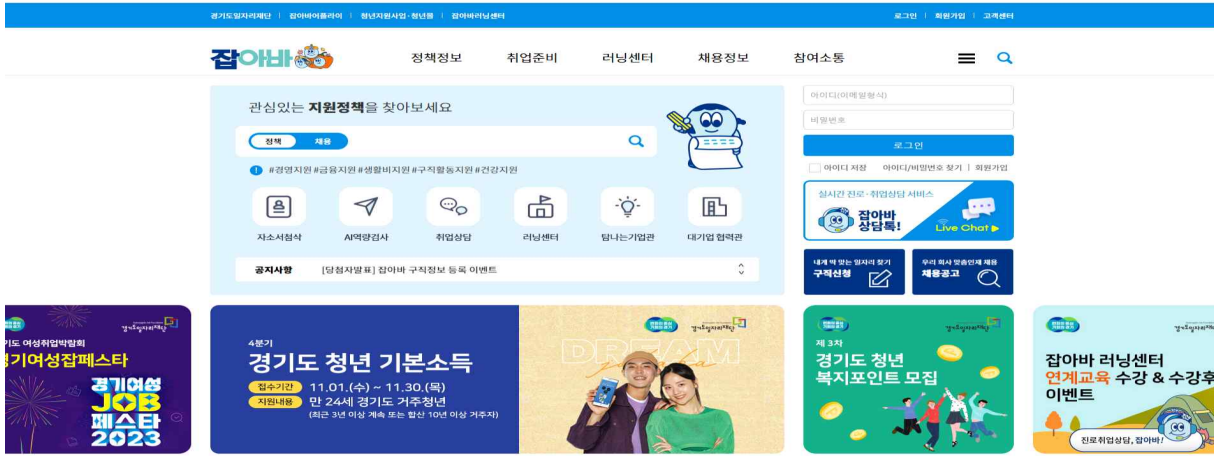 경기도일자리재단 | 잡아바어플라이 | 청년지원사업·청년몰 | 잡아바러닝센터
로그인 | 회원가입 | 고객센터
잡아바
정책정보 취업준비 러닝센터 채용정보 참여소통
관심있는 지원정책을 찾아보세요
정책 채용
#경영지원 #금융지원 #생활비지원 #구직활동지원 #건강지원
자소서첨삭 AI역량검사 취업상담 러닝센터 탐나는기업관 대기업 협력관
공지사항 [당첨자발표] 잡아바 구직정보 등록 이벤트
아이디(이메일형식)
비밀번호
로그인
아이디 저장 아이디/비밀번호 찾기 | 회원가입
실시간 진로·취업상담 서비스
잡아바
상담톡!
Live Chat
내게 딱 맞는 일자리 찾기
구직신청
우리 회사 맞춤인재 채용
채용공고
경기도일자리재단
기도 여성취업박람회
경기여성잡페스타
경기여성
JOB
페스타
2023
경기도일자리재단
4분기
경기도 청년 기본소득
접수기간 11.01.(수) ~ 11.30.(목)
지원내용 만 24세 경기도 거주청년
(최근 3년 이상 계속 또는 합산 10년 이상 거주자)
DREAM
경기도일자리재단
제 3차
경기도 청년
복지포인트 모집
잡아바 러닝센터
연계교육 수강 & 수강후
이벤트
진로취업상담, 잡아바!